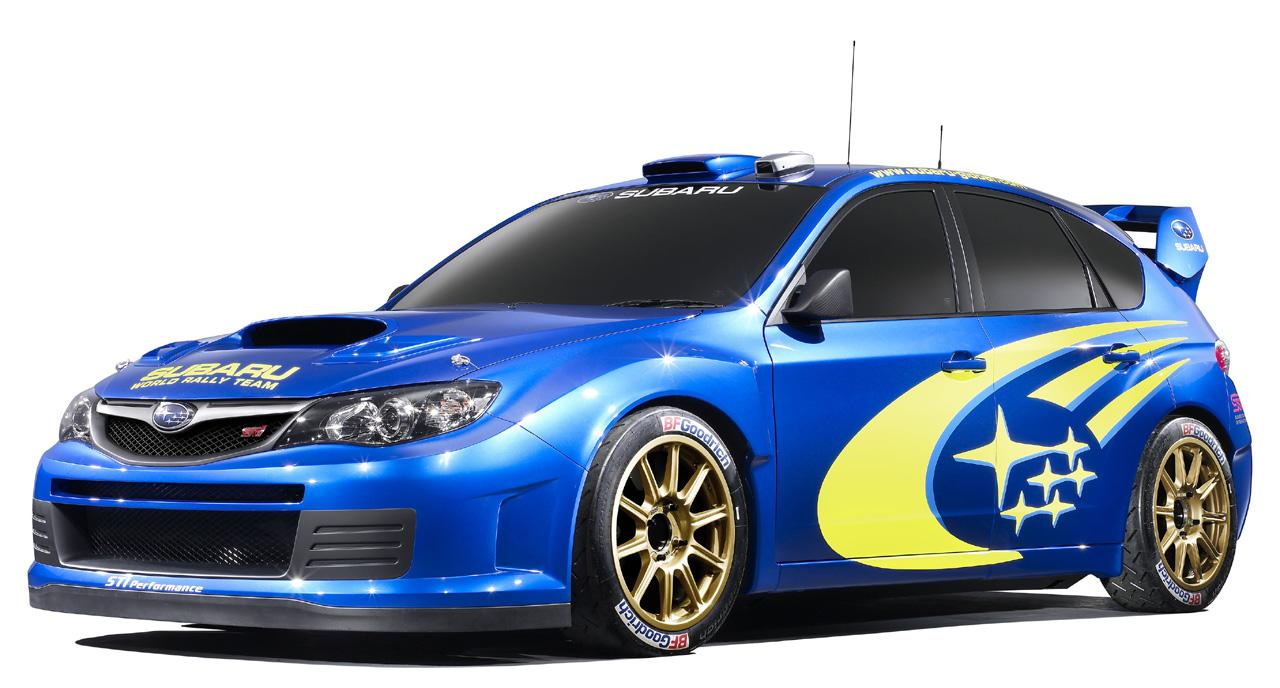 SUBARU
SUBARU
WORLD RALLY TEAM
STI
STI Performance
BFGoodrich
BFGoodrich
BFGoodrich
BFGoodrich
SUBARU